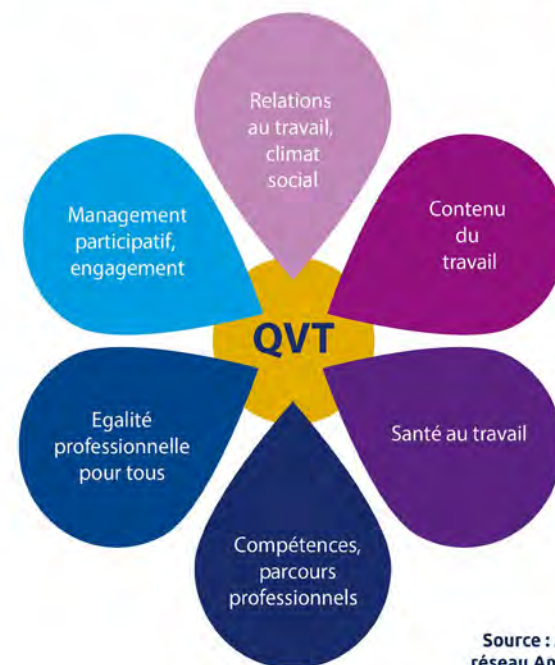 Relations
au travail,
climat
social
Contenu
du
travail
Santé au travail
Compétences,
parcours
professionnels
Egalité
professionnelle
pour tous
Management
participatif,
engagement
QVT
Source :
réseau